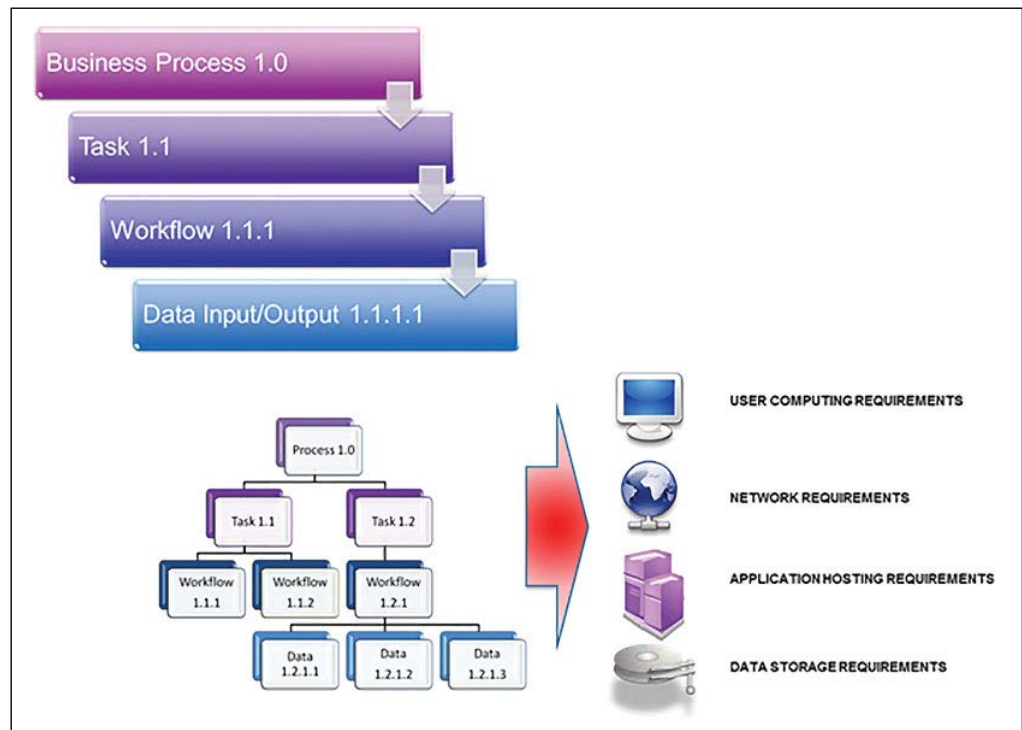 Business Process 1.0
Task 1.1
Workflow 1.1.1
Data Input/Output 1.1.1.1
Process 1.0
Task 1.1
Task 1.2
Workflow
1.1.1
Workflow
1.1.2
Workflow
1.2.1
Data
1.2.1.1
Data
1.2.1.2
Data
1.2.1.3
USER COMPUTING REQUIREMENTS
NETWORK REQUIREMENTS
APPLICATION HOSTING REQUIREMENTS
DATA STORAGE REQUIREMENTS